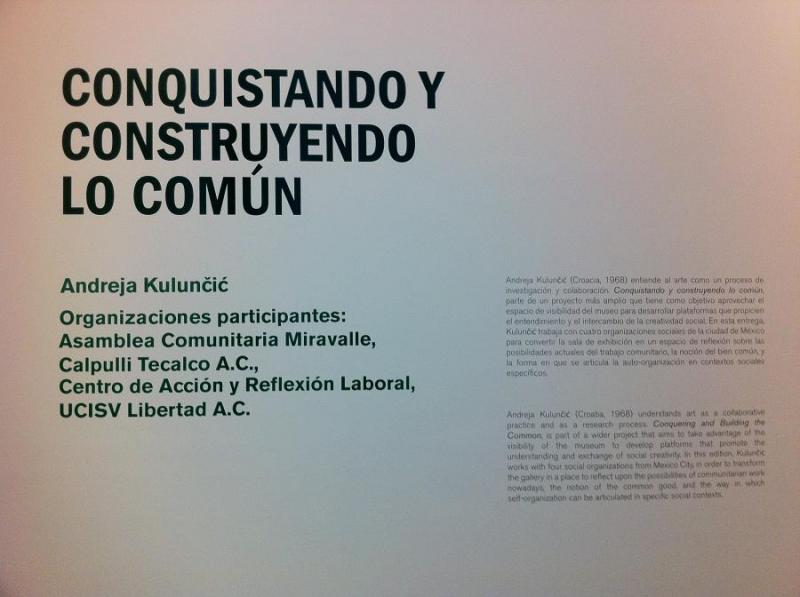 CONQUISTANDO Y
CONSTRUYENDO
LO COMÚN
Andreja Kulunčić
Organizaciones participantes:
Asamblea Comunitaria Miravalle,
Calpulli Tecalco A.C.,
Centro de Acción y Reflexión Laboral,
UCISV Libertad A.C.
Andreja Kulunčić (Croacia, 1968) entiende al arte como un proceso de
investigación y colaboración. Conquistando y construyendo lo común,
parte de un proyecto más amplio que tiene como objetivo aprovechar el
espacio de visibilidad del museo para desarrollar plataformas que propicien
el entendimiento y el intercambio de la creatividad social. En esta entrega,
Kulunčić trabaja con cuatro organizaciones sociales de la ciudad de México
para convertir la sala de exhibición en un espacio de reflexión sobre las
posibilidades actuales del trabajo comunitario, la noción del bien común, y
la forma en que se articula la auto-organización en contextos sociales
específicos.
Andreja Kulunčić (Croatia, 1968) understands art as a collaborative
practice and as a research process. Conquering and Building the
Common, is part of a wider project that aims to take advantage of the
visibility of the museum to develop platforms that promote the
understanding and exchange of social creativity. In this edition, Kulunčić
works with four social organizations from Mexico City, in order to transform
the gallery in a place to reflect upon the possibilities of communitarian work
nowadays, the notion of the common good, and the way in which
self-organization can be articulated in specific social contexts.